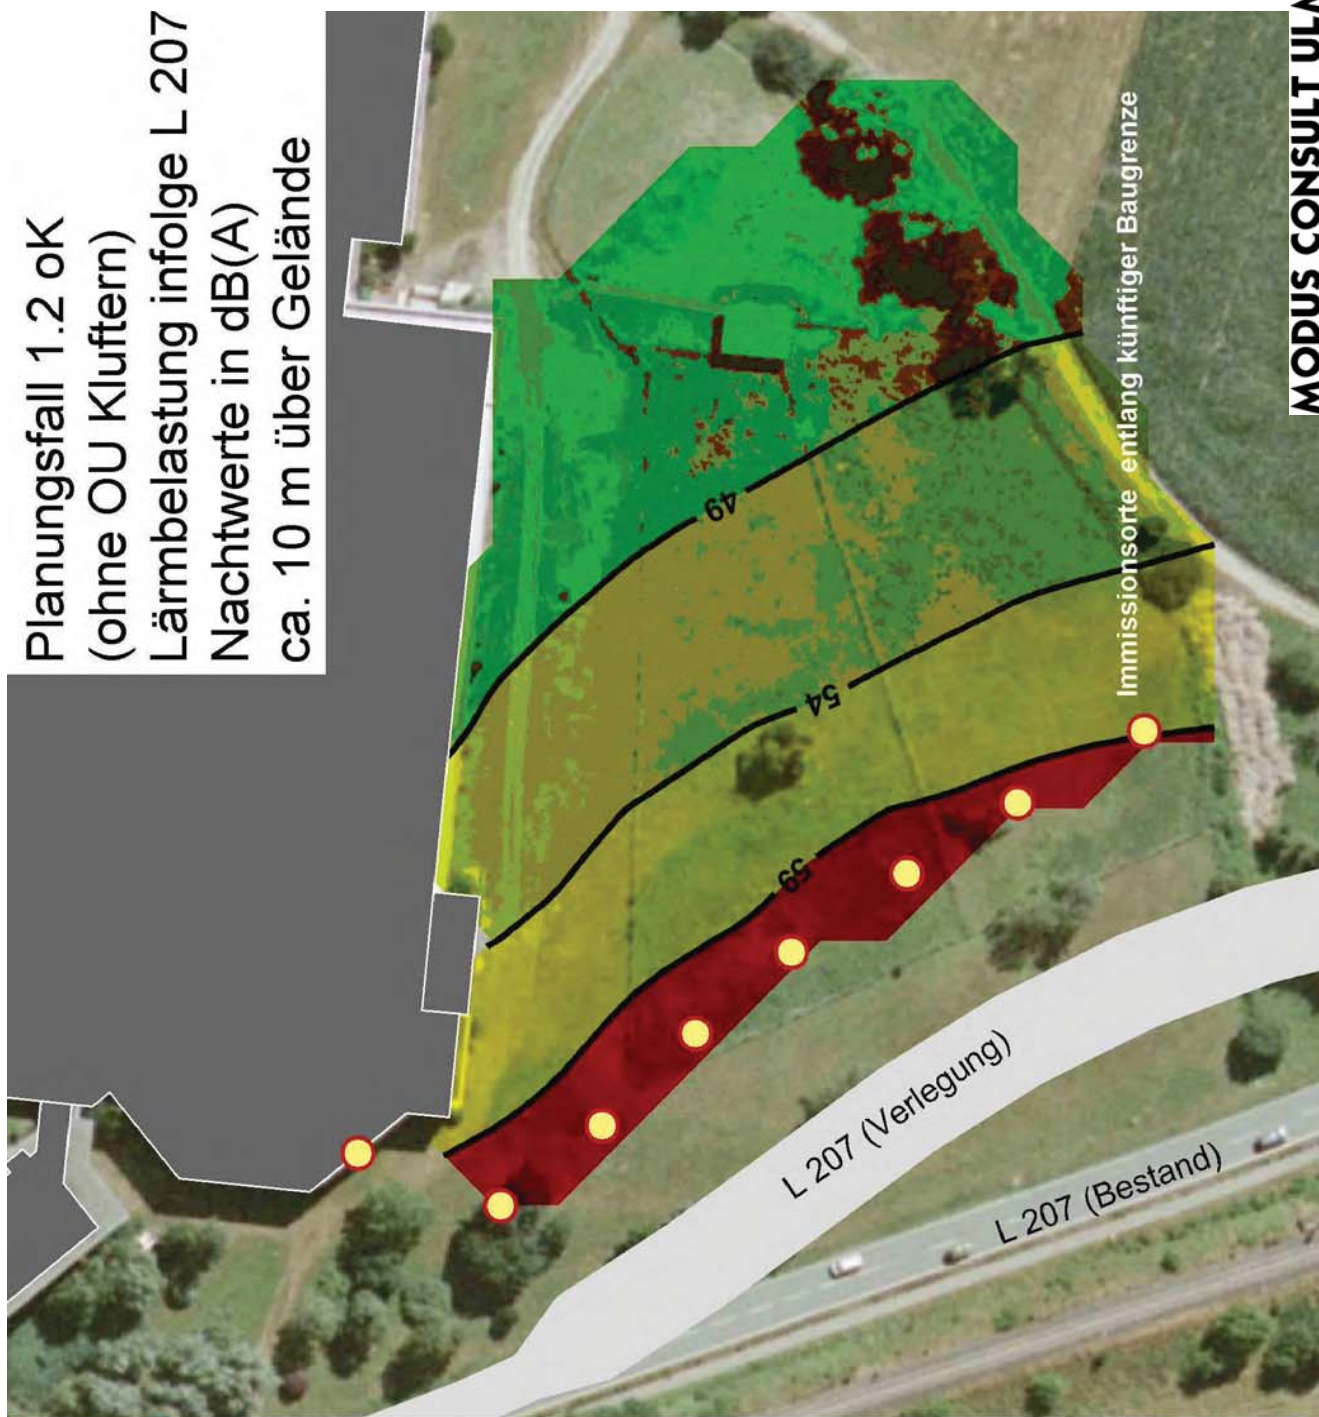 Planungsfall 1.2 oK
(ohne OU Kluftern)
Lärmbelastung infolge L 207
Nachtwerte in dB(A)
ca. 10 m über Gelände
49
54
59
Immissionsorte entlang künftiger Baugrenze
L 207 (Verlegung)
L 207 (Bestand)
MODUS CONSULT ULM